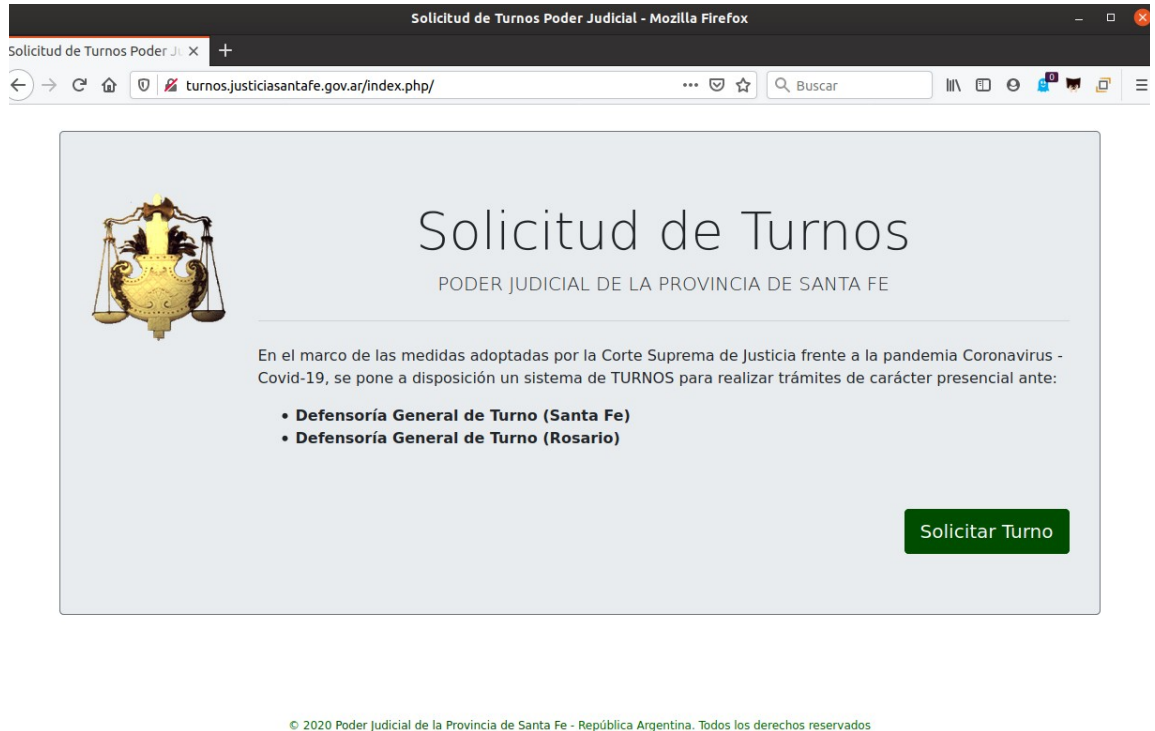 Solicitud de Turnos Poder Judicial - Mozilla Firefox
Solicitud de Turnos Poder Ju
turnos.justiciasantafe.gov.ar/index.php/
Buscar
0
Solicitud de Turnos
PODER JUDICIAL DE LA PROVINCIA DE SANTA FE
En el marco de las medidas adoptadas por la Corte Suprema de Justicia frente a la pandemia Coronavirus -
Covid-19, se pone a disposición un sistema de TURNOS para realizar trámites de carácter presencial ante:
• Defensoría General de Turno (Santa Fe)
• Defensoría General de Turno (Rosario)
Solicitar Turno
© 2020 Poder Judicial de la Provincia de Santa Fe - República Argentina. Todos los derechos reservados